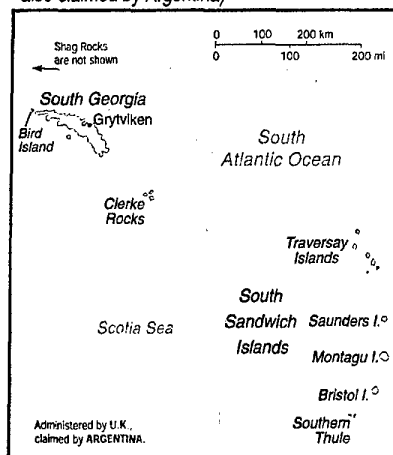 also claimed by Argentina)
0 100 200 km
0 100 200 mi
Shag Rocks
are not shown
South Georgia
Grytviken
Bird
Island
South
Atlantic Ocean
Clerke
Rocks
Traversay
Islands
South
Sandwich
Islands
Saunders I.
Scotia Sea
Montagu I.
Bristol I.
Southern
Thule
Administered by U.K.,
claimed by ARGENTINA.